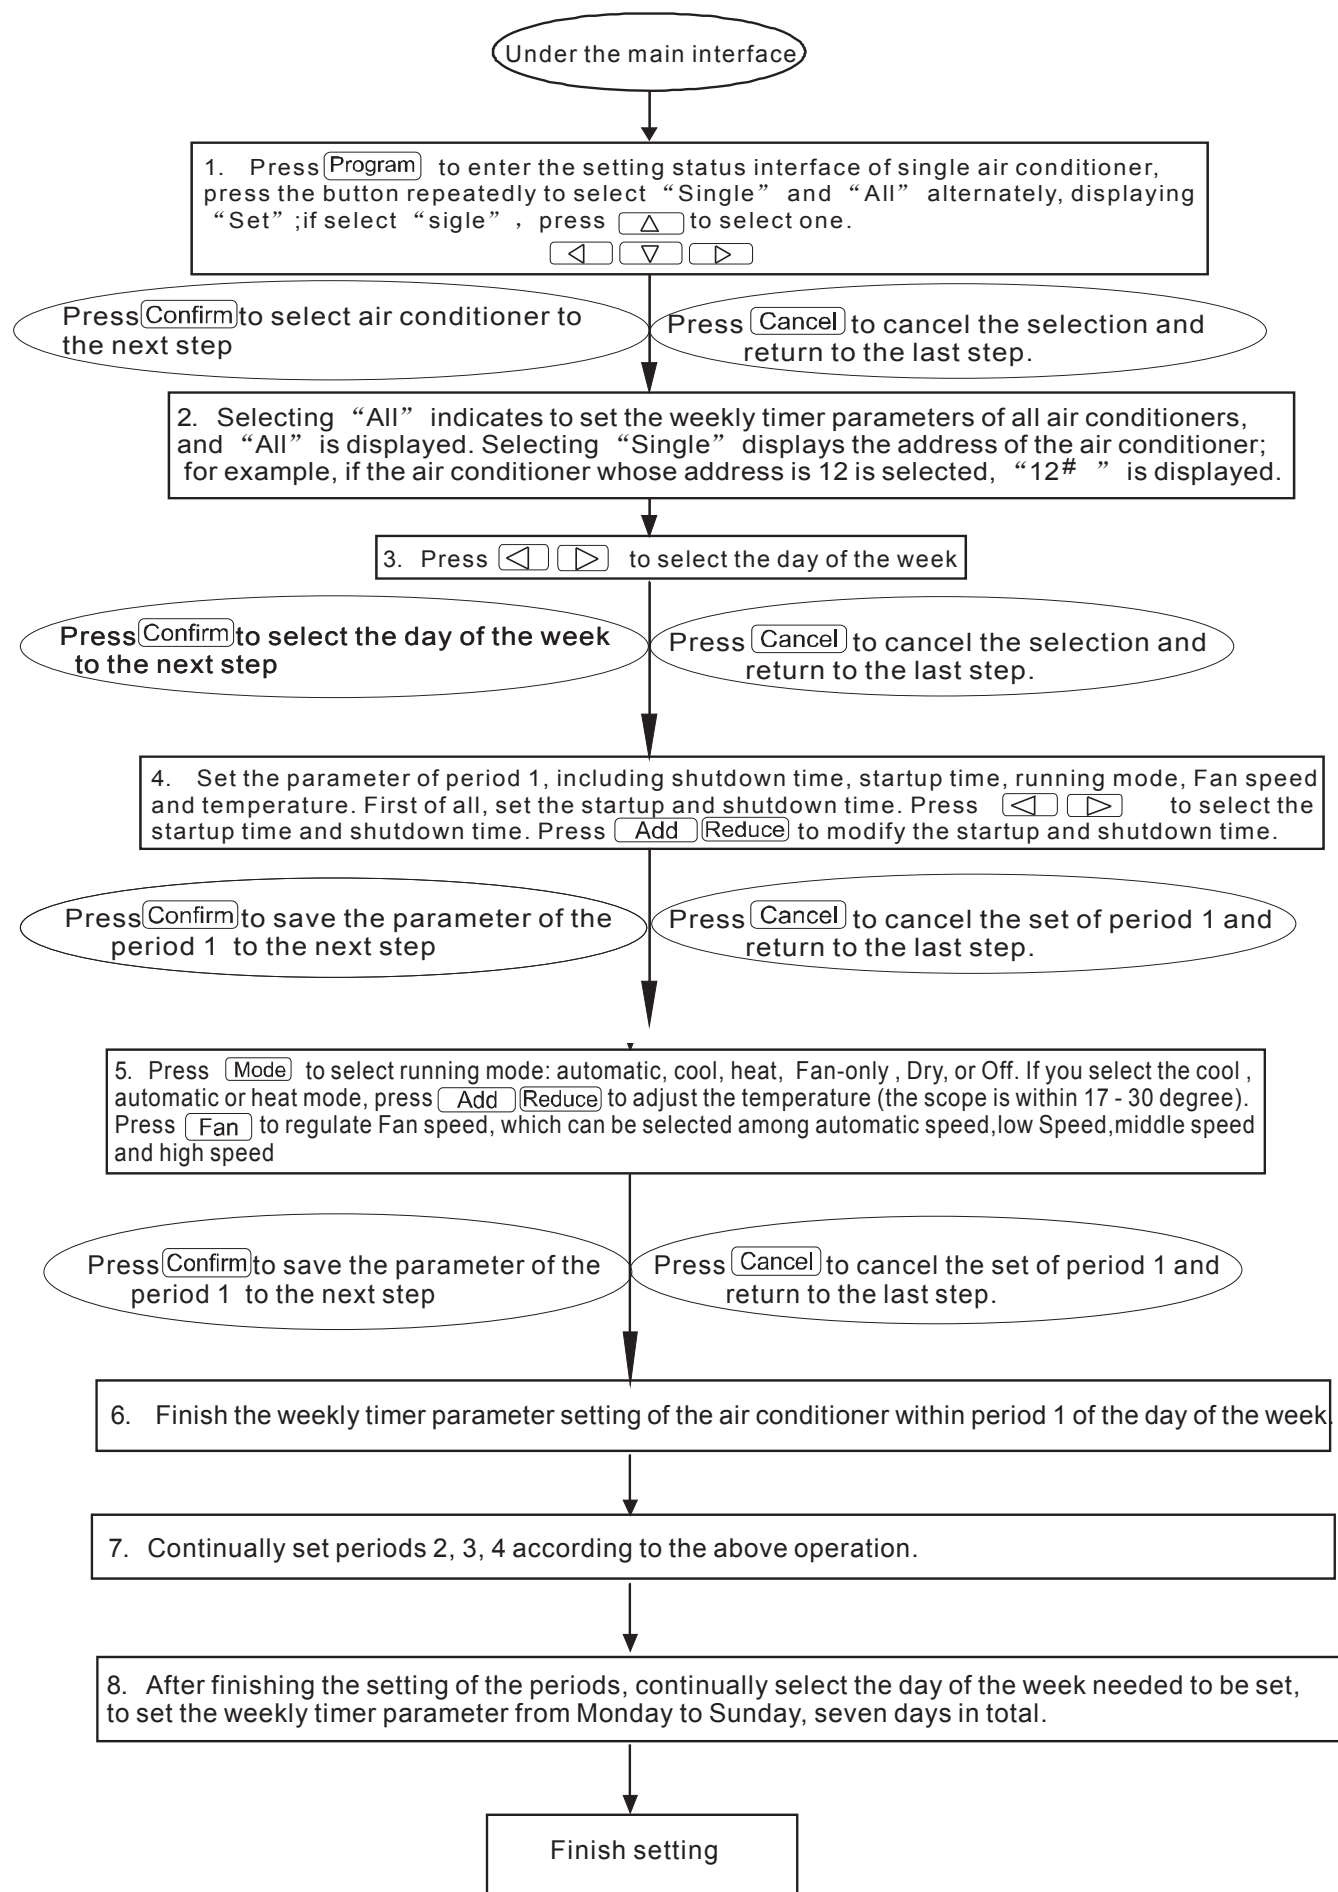 Under the main interface
1. Press Program to enter the setting status interface of single air conditioner,
press the button repeatedly to select “Single” and “All” alternately, displaying
“Set” ;if select “sigle” , press △ to select one.
◁ ▽ ▷
Press Confirm to select air conditioner to
the next step
Press Cancel to cancel the selection and
return to the last step.
2. Selecting “All” indicates to set the weekly timer parameters of all air conditioners,
and “All” is displayed. Selecting “Single” displays the address of the air conditioner;
for example, if the air conditioner whose address is 12 is selected, “12# ” is displayed.
3. Press ◁ ▷ to select the day of the week
Press Confirm to select the day of the week
to the next step
Press Cancel to cancel the selection and
return to the last step.
4. Set the parameter of period 1, including shutdown time, startup time, running mode, Fan speed
and temperature. First of all, set the startup and shutdown time. Press ◁ ▷ to select the
startup time and shutdown time. Press Add Reduce to modify the startup and shutdown time.
Press Confirm to save the parameter of the
period 1 to the next step
Press Cancel to cancel the set of period 1 and
return to the last step.
5. Press Mode to select running mode: automatic, cool, heat, Fan-only , Dry, or Off. If you select the cool ,
automatic or heat mode, press Add Reduce to adjust the temperature (the scope is within 17 - 30 degree).
Press Fan to regulate Fan speed, which can be selected among automatic speed,low Speed,middle speed
and high speed
Press Confirm to save the parameter of the
period 1 to the next step
Press Cancel to cancel the set of period 1 and
return to the last step.
6. Finish the weekly timer parameter setting of the air conditioner within period 1 of the day of the week.
7. Continually set periods 2, 3, 4 according to the above operation.
8. After finishing the setting of the periods, continually select the day of the week needed to be set,
to set the weekly timer parameter from Monday to Sunday, seven days in total.
Finish setting